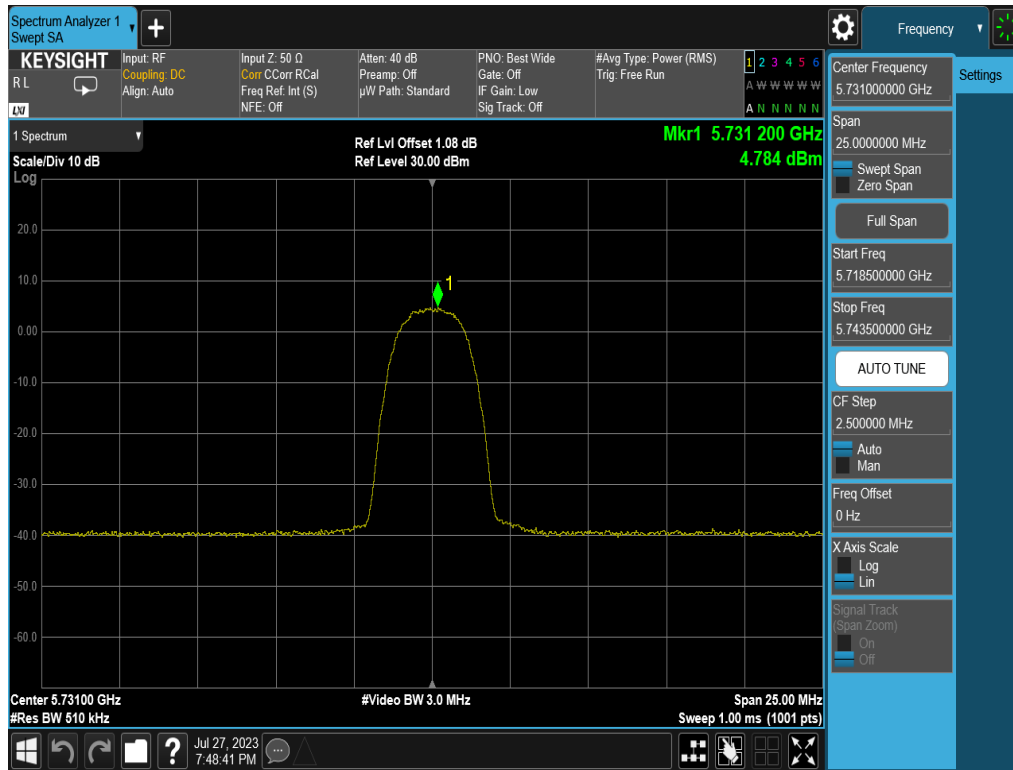 Spectrum Analyzer 1
Swept SA
+
Frequency
KEYSIGHT
R L
LXI
Input: RF
Coupling: DC
Align: Auto
Input Z: 50 Ω
Corr CCorr RCal
Freq Ref: Int (S)
NFE: Off
Atten: 40 dB
Preamp: Off
µW Path: Standard
PNO: Best Wide
Gate: Off
IF Gain: Low
Sig Track: Off
#Avg Type: Power (RMS)
Trig: Free Run
1 2 3 4 5 6
A W W W W W
A N N N N N
1 Spectrum
Scale/Div 10 dB
Log
Ref Lvl Offset 1.08 dB
Ref Level 30.00 dBm
Mkr1 5.731 200 GHz
4.784 dBm
20.0
10.0
0.00
-10.0
-20.0
-30.0
-40.0
-50.0
-60.0
1
Center 5.73100 GHz
#Res BW 510 kHz
#Video BW 3.0 MHz
Span 25.00 MHz
Sweep 1.00 ms (1001 pts)
Center Frequency
5.731000000 GHz
Span
25.0000000 MHz
Swept Span
Zero Span
Full Span
Start Freq
5.718500000 GHz
Stop Freq
5.743500000 GHz
AUTO TUNE
CF Step
2.500000 MHz
Auto
Man
Freq Offset
0 Hz
X Axis Scale
Log
Lin
Signal Track
(Span Zoom)
On
Off
Settings
?
Jul 27, 2023
7:48:41 PM